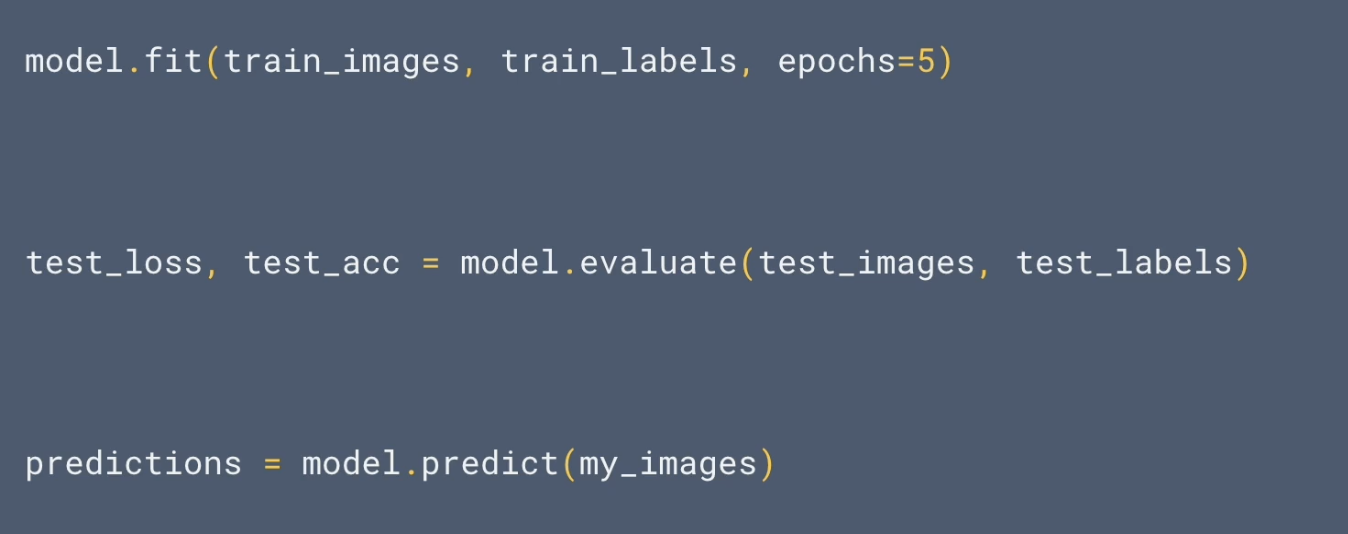 model.fit(train_images, train_labels, epochs=5)
test_loss, test_acc = model.evaluate(test_images, test_labels)
predictions = model.predict(my_images)